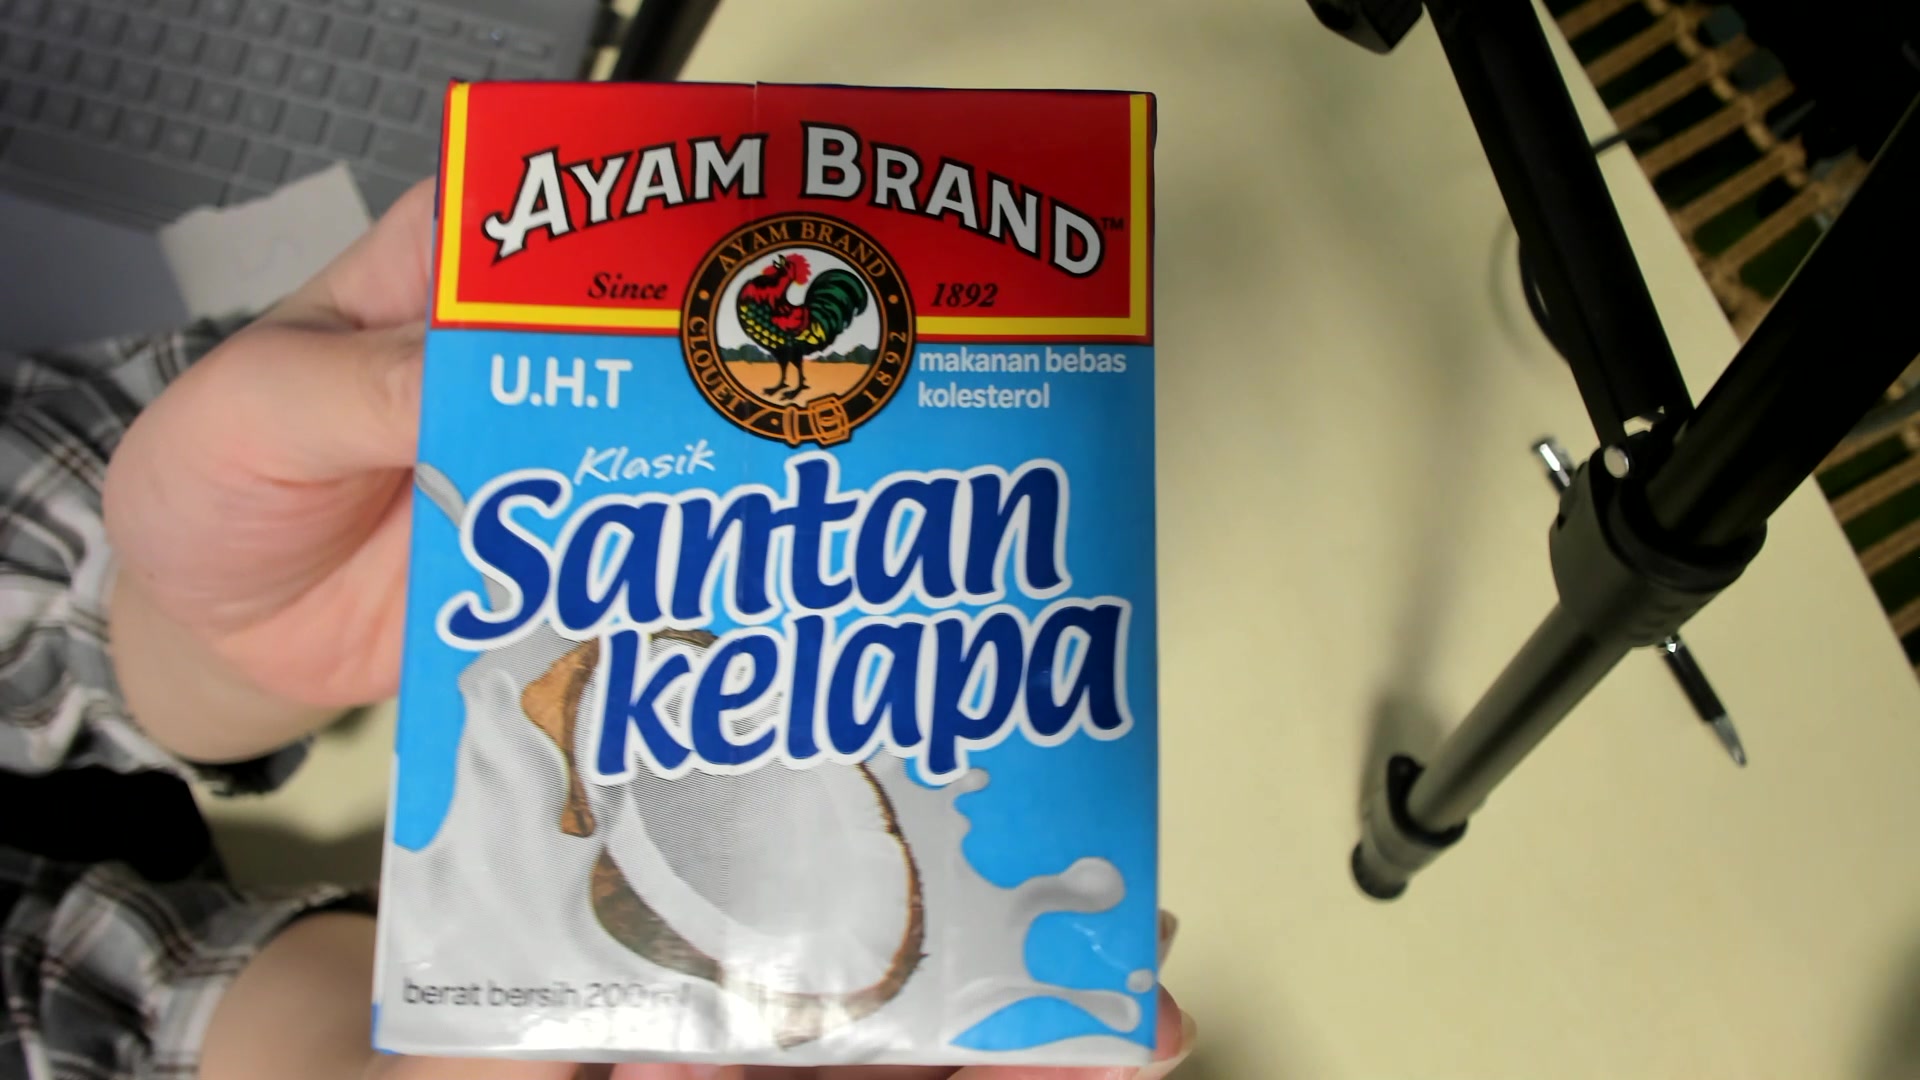 AYAM BRAND™
Since 1892
AYAM BRAND
CLOUET 1892
U.H.T
makanan bebas
kolesterol
Klasik
Santan
kelapa
berat bersih 200ml